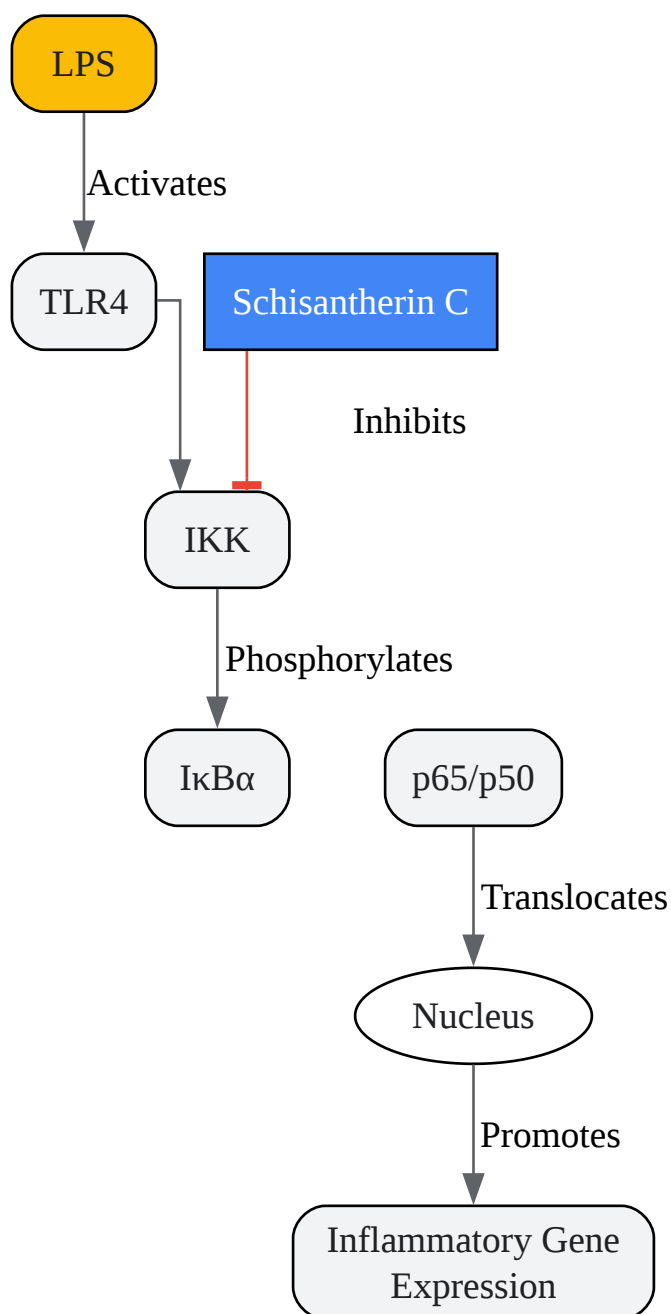 LPS
Activates
TLR4
Schisantherin C
Inhibits
IKK
Phosphorylates
IκBα
p65/p50
Translocates
Nucleus
Promotes
Inflammatory Gene
Expression